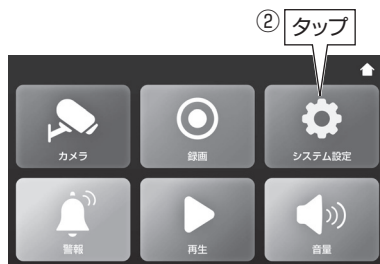 ② タップ
カメラ 録画 システム設定
警報 再生 音量